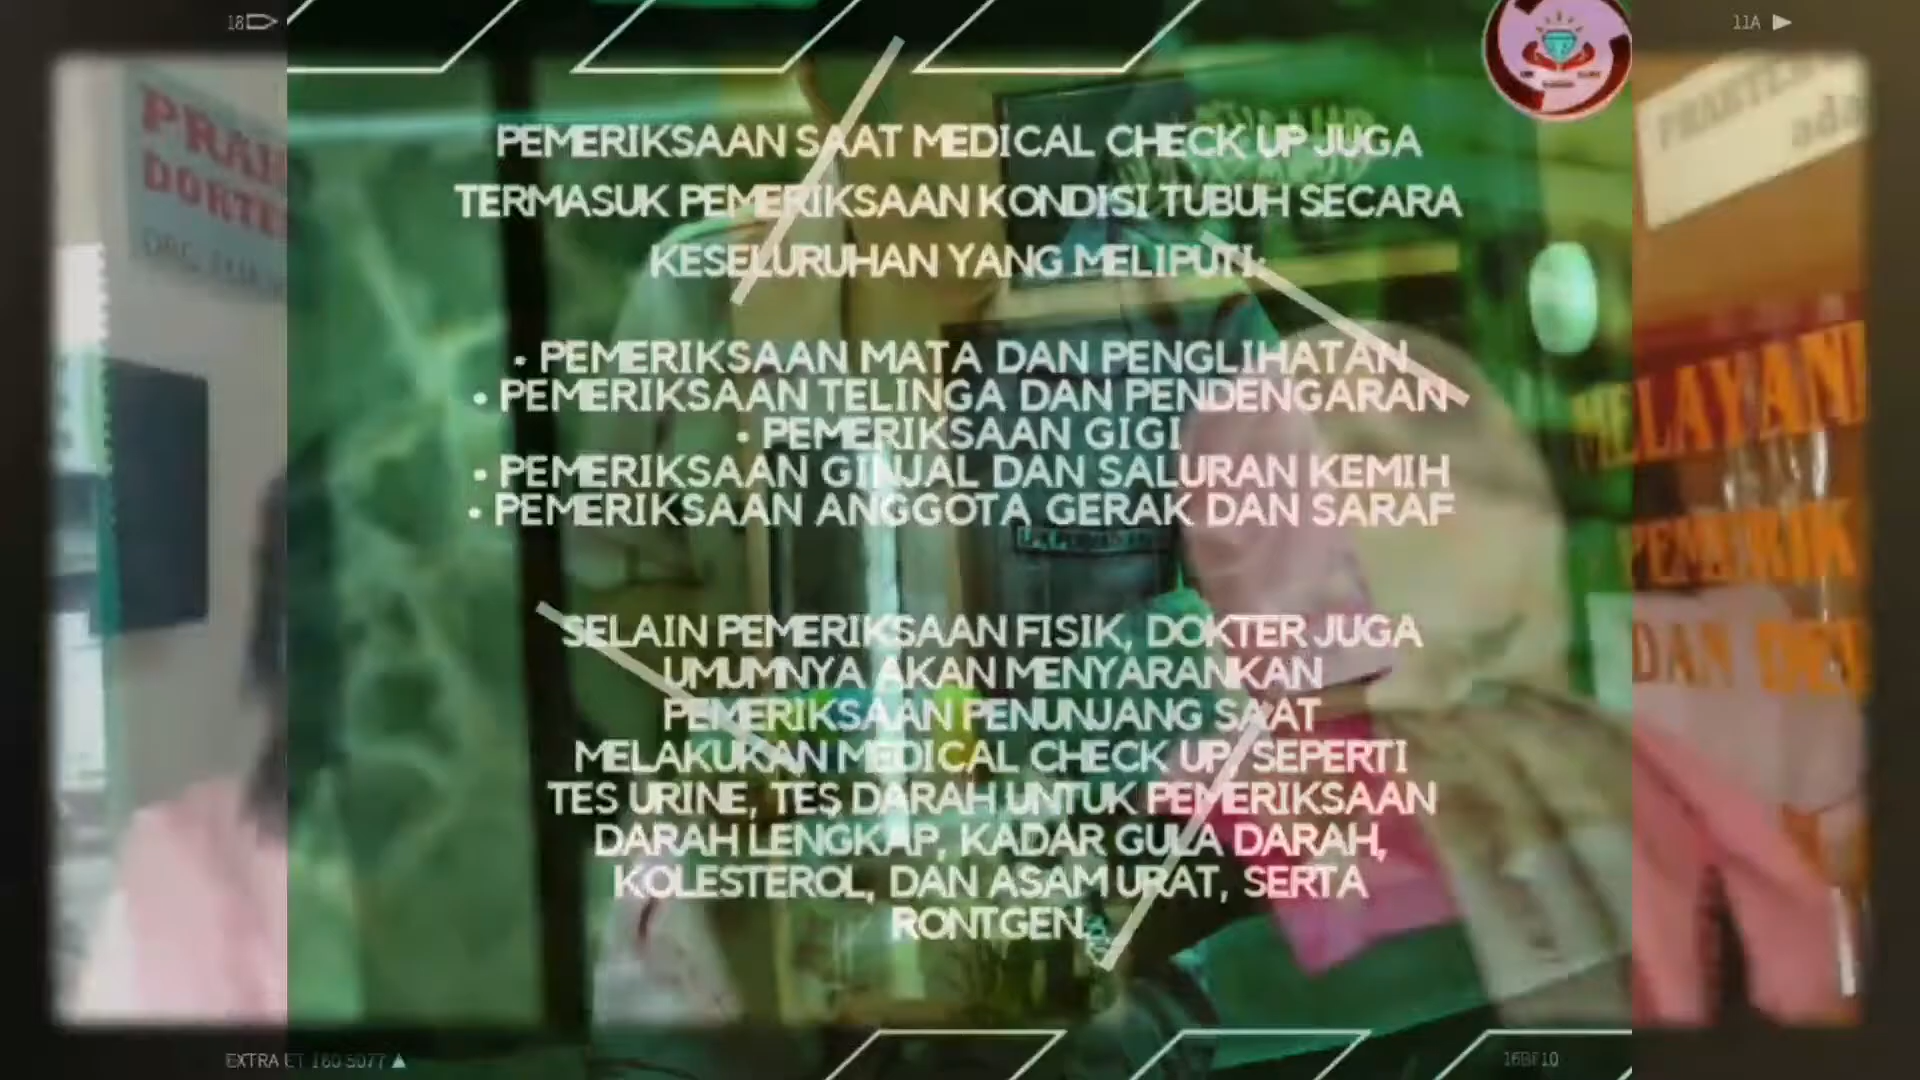 18
11A
PEMERIKSAAN SAAT MEDICAL CHECK UP JUGA
TERMASUK PEMERIKSAAN KONDISI TUBUH SECARA
KESELURUHAN YANG MELIPUTI:
• PEMERIKSAAN MATA DAN PENGLIHATAN
• PEMERIKSAAN TELINGA DAN PENDENGARAN
• PEMERIKSAAN GIGI
• PEMERIKSAAN GINJAL DAN SALURAN KEMIH
• PEMERIKSAAN ANGGOTA GERAK DAN SARAF
SELAIN PEMERIKSAAN FISIK, DOKTER JUGA
UMUMNYA AKAN MENYARANKAN
PEMERIKSAAN PENUNJANG SAAT
MELAKUKAN MEDICAL CHECK UP, SEPERTI
TES URINE, TES DARAH UNTUK PEMERIKSAAN
DARAH LENGKAP, KADAR GULA DARAH,
KOLESTEROL, DAN ASAM URAT, SERTA
RONTGEN.
MELAYANI
PEMERIK
DAN
EXTRA